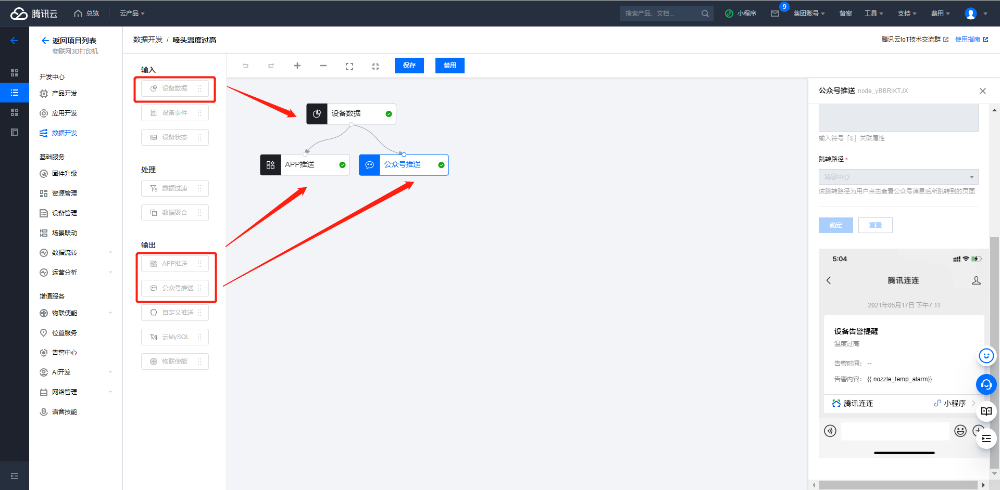 腾讯云
总览
云产品
搜索产品、文档...
小程序
9
集团账号
备案
工具
支持
费用
返回项目列表
物联网3D打印机
开发中心
产品开发
应用开发
数据开发
基础服务
固件升级
资源管理
设备管理
场景联动
数据流转
运营分析
增值服务
物联使能
位置服务
告警中心
AI开发
网络管理
语音技能
数据开发 / 喷头温度过高
腾讯云IoT技术交流群
使用指南
输入
设备数据
设备事件
设备状态
处理
数据过滤
数据聚合
输出
APP推送
公众号推送
自定义推送
云MySQL
物联使能
保存
禁用
设备数据
APP推送
公众号推送
公众号推送 node_yBBRIKTJX
输入符号「$」关联属性
跳转路径 *
消息中心
该跳转路径为用户点击查看公众号消息后所跳转到的页面
确定
重置
5:04
腾讯连连
2021年05月17日 下午7:11
设备告警提醒
温度过高
告警时间： --
告警内容： {{.nozzle_temp_alarm}}
腾讯连连
小程序